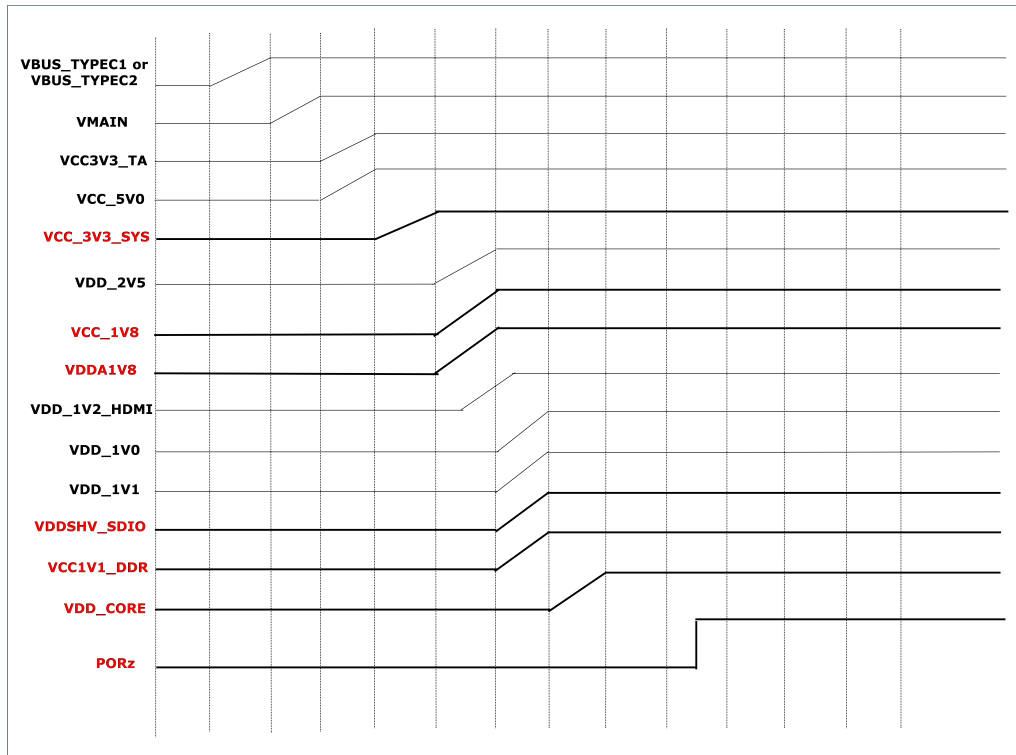 VBUS_TYPEC1 or
VBUS_TYPEC2
VMAIN
VCC3V3_TA
VCC_5V0
VCC_3V3_SYS
VDD_2V5
VCC_1V8
VDDA1V8
VDD_1V2_HDMI
VDD_1V0
VDD_1V1
VDDSHV_SDIO
VCC1V1_DDR
VDD_CORE
PORz